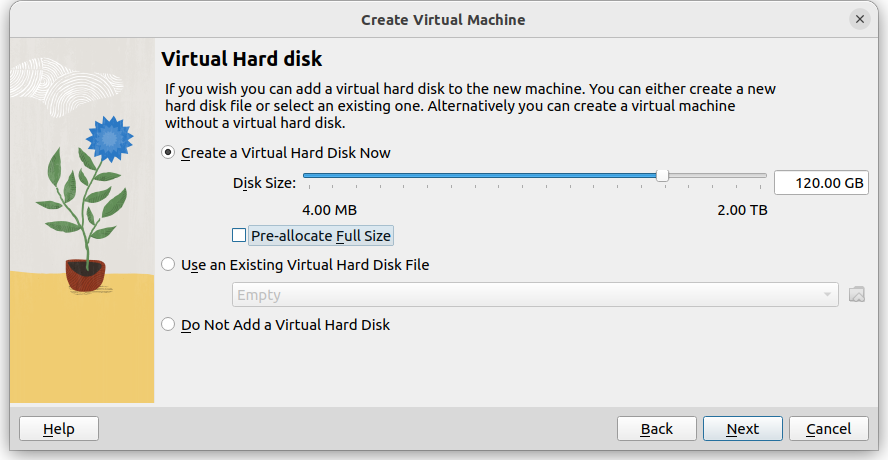 Create Virtual Machine
Virtual Hard disk
If you wish you can add a virtual hard disk to the new machine. You can either create a new
hard disk file or select an existing one. Alternatively you can create a virtual machine
without a virtual hard disk.
Create a Virtual Hard Disk Now
Disk Size:
120.00 GB
4.00 MB
2.00 TB
Pre-allocate Full Size
Use an Existing Virtual Hard Disk File
Empty
Do Not Add a Virtual Hard Disk
Help
Back
Next
Cancel